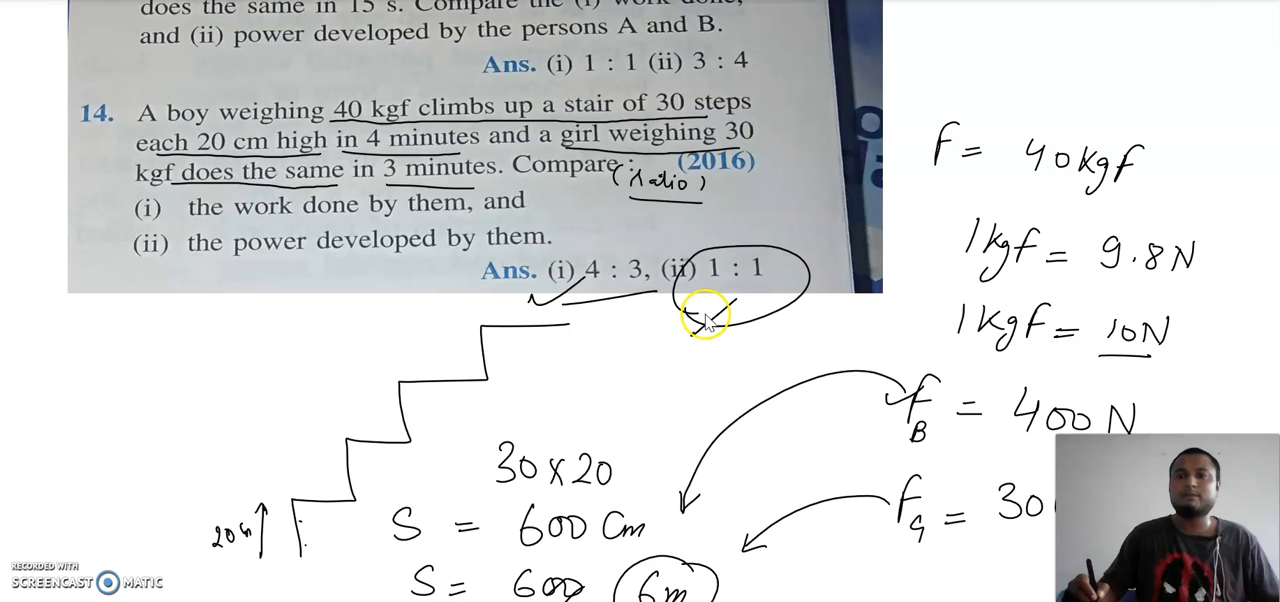 does the same in 15 s. Compare the (i) work done,
and (ii) power developed by the persons A and B.
Ans. (i) 1 : 1 (ii) 3 : 4
14. A boy weighing 40 kgf climbs up a stair of 30 steps
each 20 cm high in 4 minutes and a girl weighing 30
kgf does the same in 3 minutes. Compare : (2016)
(ratio)
(i) the work done by them, and
(ii) the power developed by them.
Ans. (i) 4 : 3, (ii) 1 : 1
F = 40kgf
1kgf = 9.8N
1kgf = 10N
fB = 400N
fG = 30
30×20
S = 600 Cm
S = 600 6m
RECORDED WITH
SCREENCAST MATIC